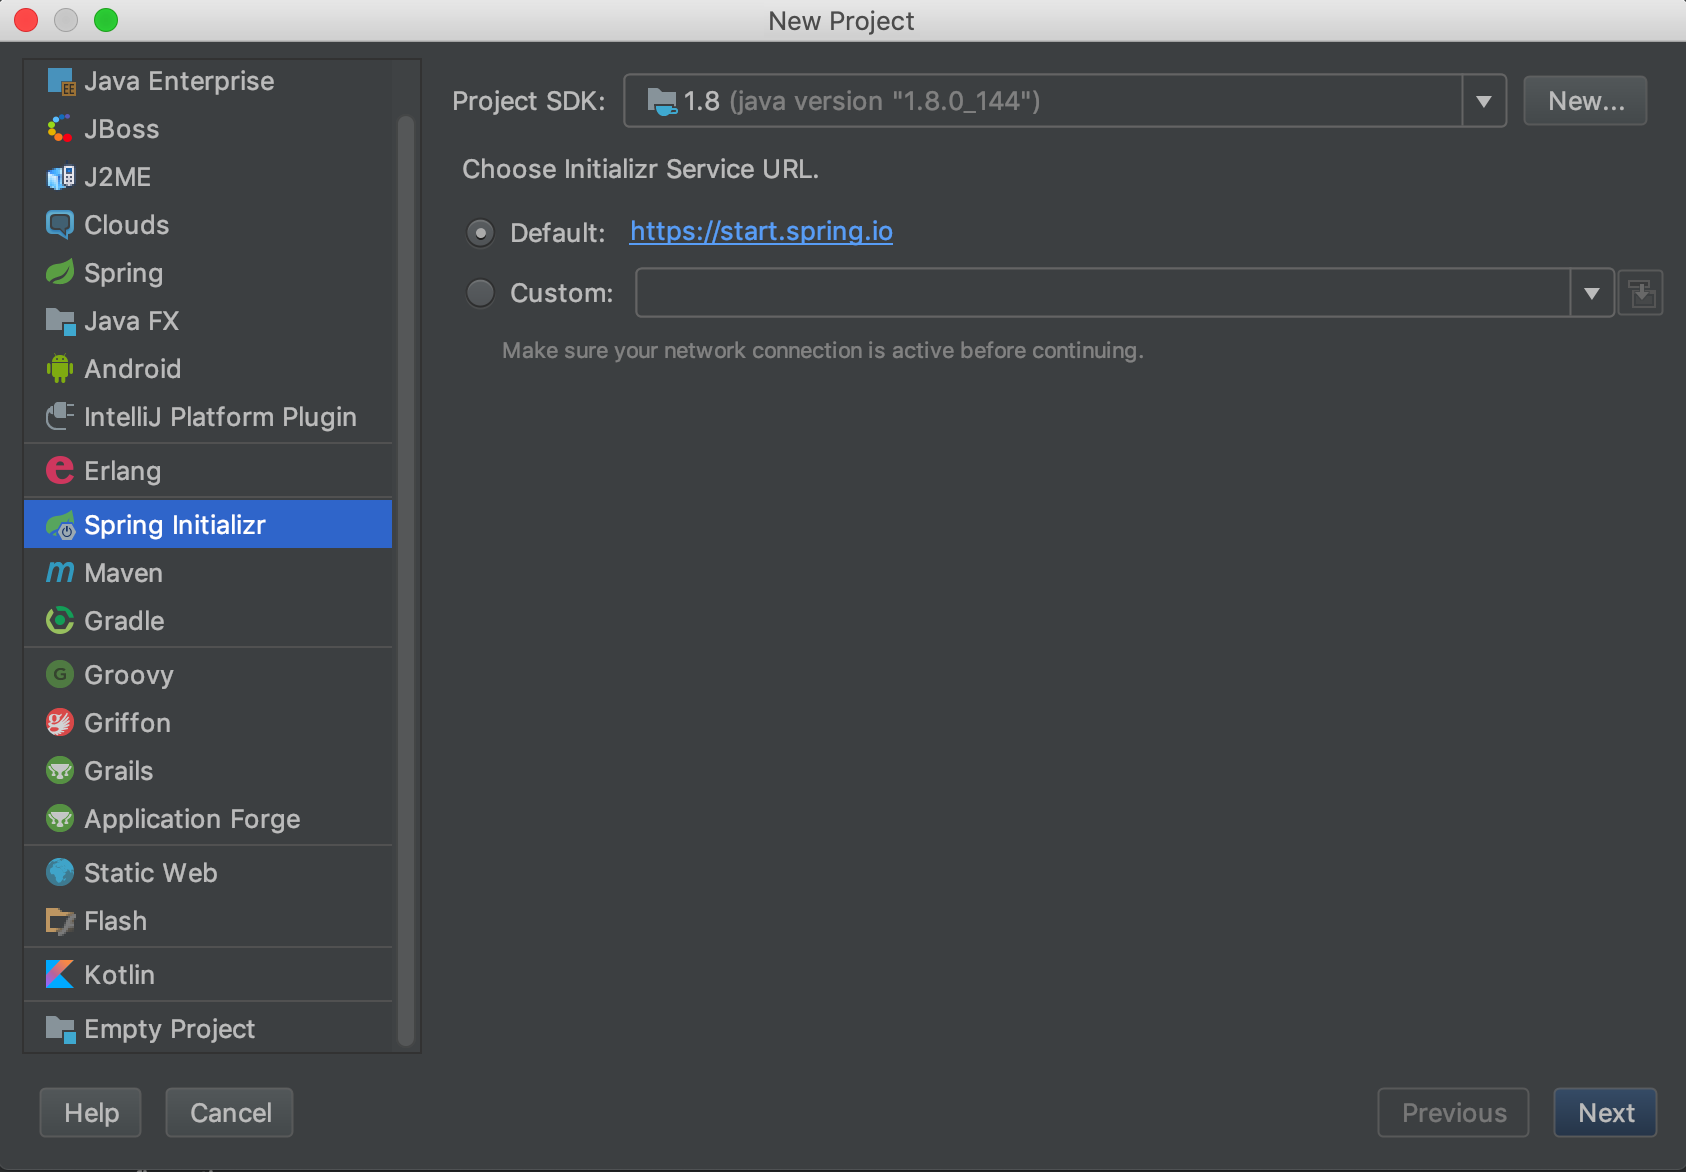 New Project
Java Enterprise
JBoss
J2ME
Clouds
Spring
Java FX
Android
IntelliJ Platform Plugin
Erlang
Spring Initializr
Maven
Gradle
Groovy
Griffon
Grails
Application Forge
Static Web
Flash
Kotlin
Empty Project
Project SDK: 1.8 (java version "1.8.0_144") New...
Choose Initializr Service URL.
Default: https://start.spring.io
Custom:
Make sure your network connection is active before continuing.
Help Cancel Previous Next